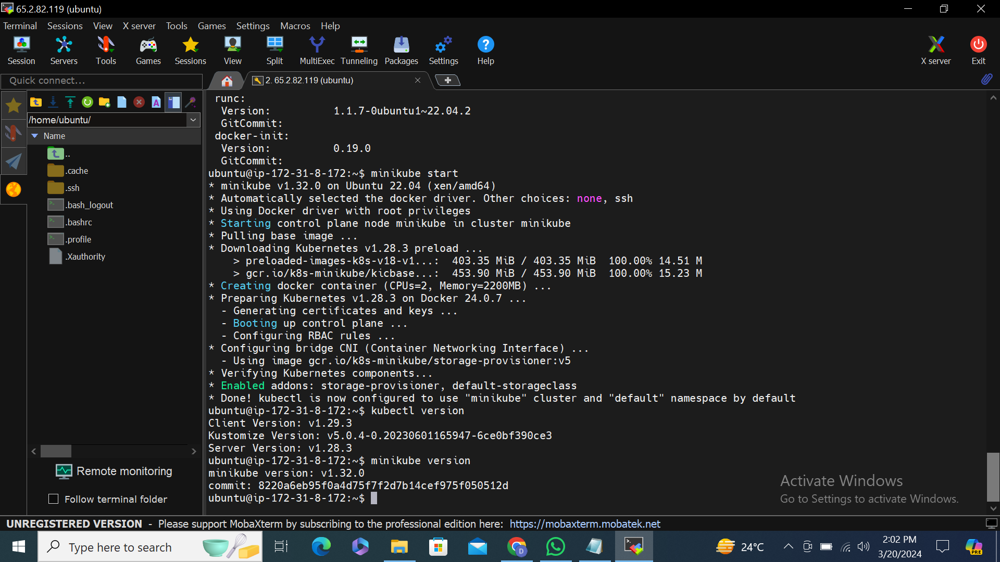 65.2.82.119 (ubuntu)
Terminal Sessions View X server Tools Games Settings Macros Help
Session Servers Tools Games Sessions View Split MultiExec Tunneling Packages Settings Help X server Exit
Quick connect...
2. 65.2.82.119 (ubuntu)
/home/ubuntu/
Name
..
.cache
.ssh
.bash_logout
.bashrc
.profile
.Xauthority
Remote monitoring
Follow terminal folder
runc:
Version: 1.1.7-0ubuntu1~22.04.2
GitCommit:
docker-init:
Version: 0.19.0
GitCommit:
ubuntu@ip-172-31-8-172:~$ minikube start
* minikube v1.32.0 on Ubuntu 22.04 (xen/amd64)
* Automatically selected the docker driver. Other choices: none, ssh
* Using Docker driver with root privileges
* Starting control plane node minikube in cluster minikube
* Pulling base image ...
* Downloading Kubernetes v1.28.3 preload ...
> preloaded-images-k8s-v18-v1...: 403.35 MiB / 403.35 MiB 100.00% 14.51 M
> gcr.io/k8s-minikube/kicbase...: 453.90 MiB / 453.90 MiB 100.00% 15.23 M
* Creating docker container (CPUs=2, Memory=2200MB) ...
* Preparing Kubernetes v1.28.3 on Docker 24.0.7 ...
- Generating certificates and keys ...
- Booting up control plane ...
- Configuring RBAC rules ...
* Configuring bridge CNI (Container Networking Interface) ...
- Using image gcr.io/k8s-minikube/storage-provisioner:v5
* Verifying Kubernetes components...
* Enabled addons: storage-provisioner, default-storageclass
* Done! kubectl is now configured to use "minikube" cluster and "default" namespace by default
ubuntu@ip-172-31-8-172:~$ kubectl version
Client Version: v1.29.3
Kustomize Version: v5.0.4-0.20230601165947-6ce0bf390ce3
Server Version: v1.28.3
ubuntu@ip-172-31-8-172:~$ minikube version
minikube version: v1.32.0
commit: 8220a6eb95f0a4d75f7f2d7b14cef975f050512d
ubuntu@ip-172-31-8-172:~$
Activate Windows
Go to Settings to activate Windows.
UNREGISTERED VERSION - Please support MobaXterm by subscribing to the professional edition here: https://mobaxterm.mobatek.net
Type here to search
D
24°C
2:02 PM
3/20/2024
PRE